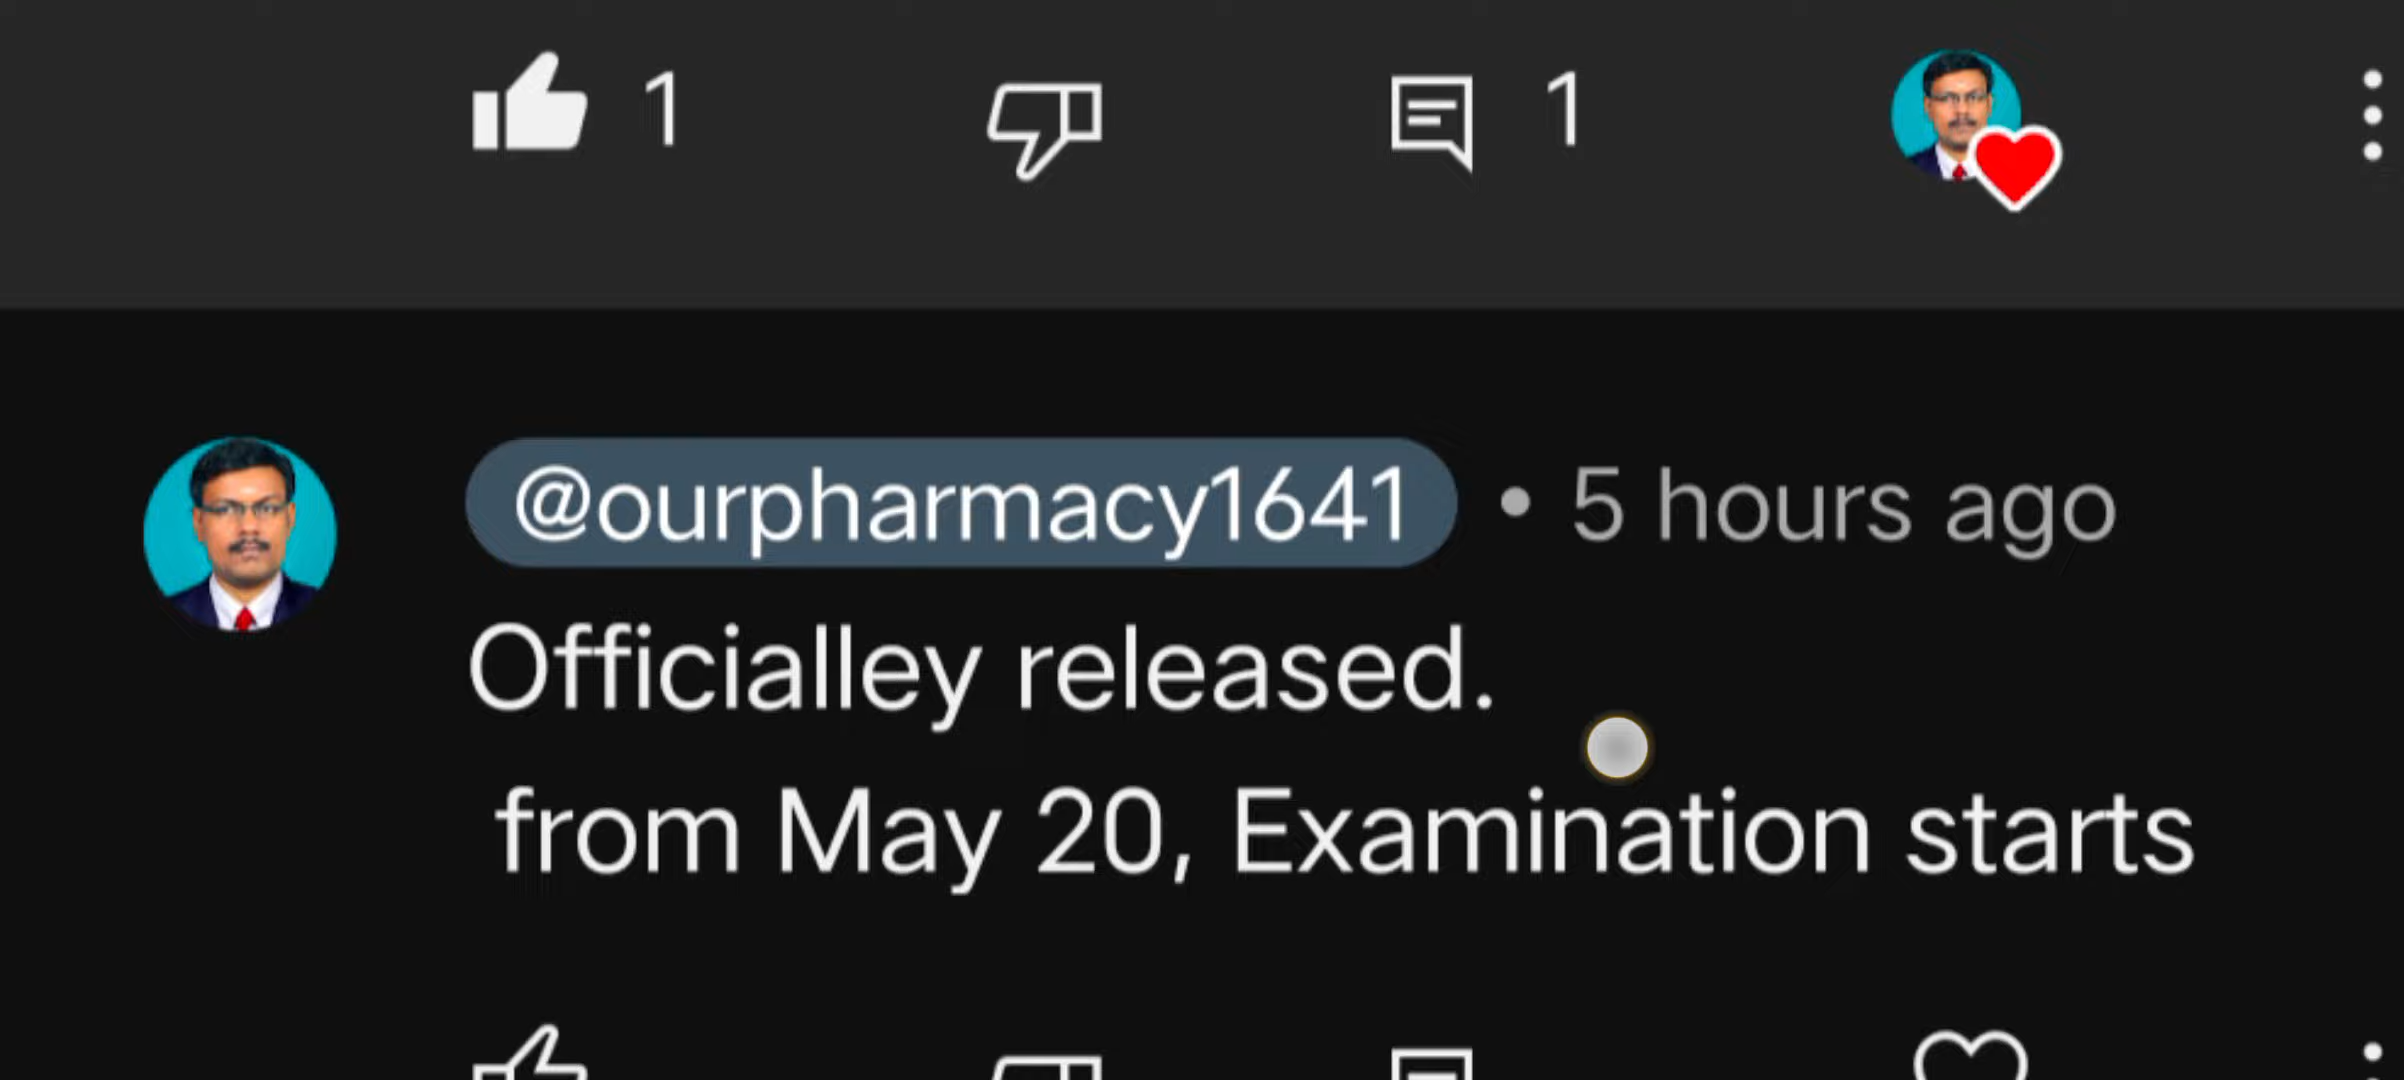 1 1
@ourpharmacy1641 • 5 hours ago
Officialley released.
from May 20, Examination starts